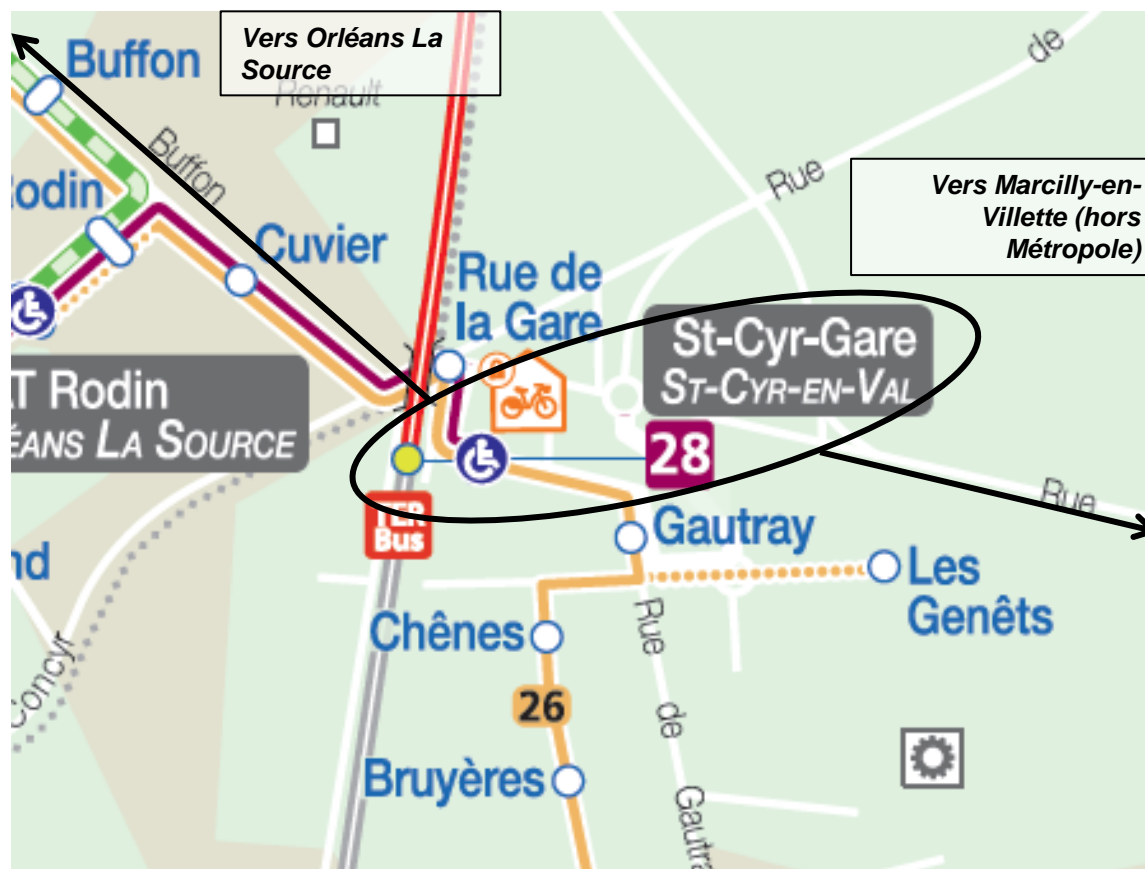 Vers Orléans La
Source
Buffon
Renault
Buffon
de
Rue
Vers Marcilly-en-
Villette (hors
Métropole)
odin
Cuvier
Rue de
la Gare
St-Cyr-Gare
ST-CYR-EN-VAL
T Rodin
ÉANS LA SOURCE
28
Rue
TER
Bus
Gautray
nd
Les
Genêts
Chênes
Rue
de
Gautra
Concyr
26
Bruyères